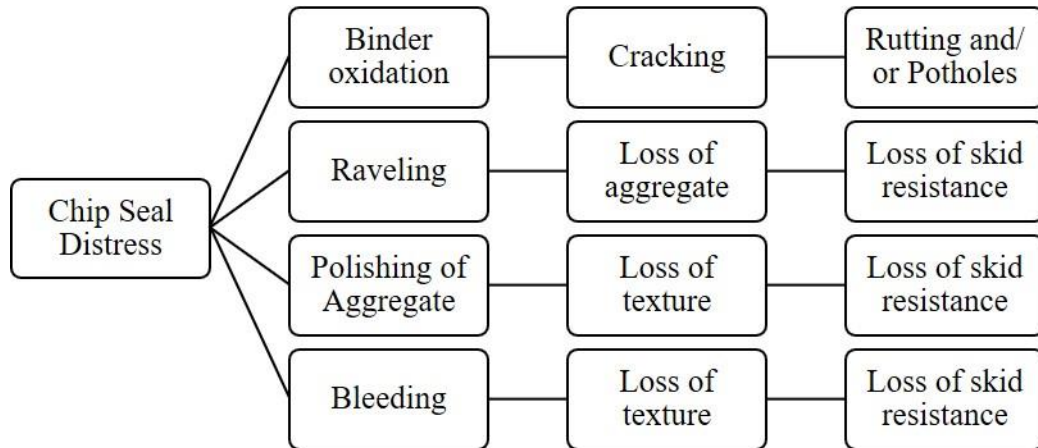 Chip Seal
Distress
Binder
oxidation
Cracking
Rutting and/
or Potholes
Raveling
Loss of
aggregate
Loss of skid
resistance
Polishing of
Aggregate
Loss of
texture
Loss of skid
resistance
Bleeding
Loss of
texture
Loss of skid
resistance